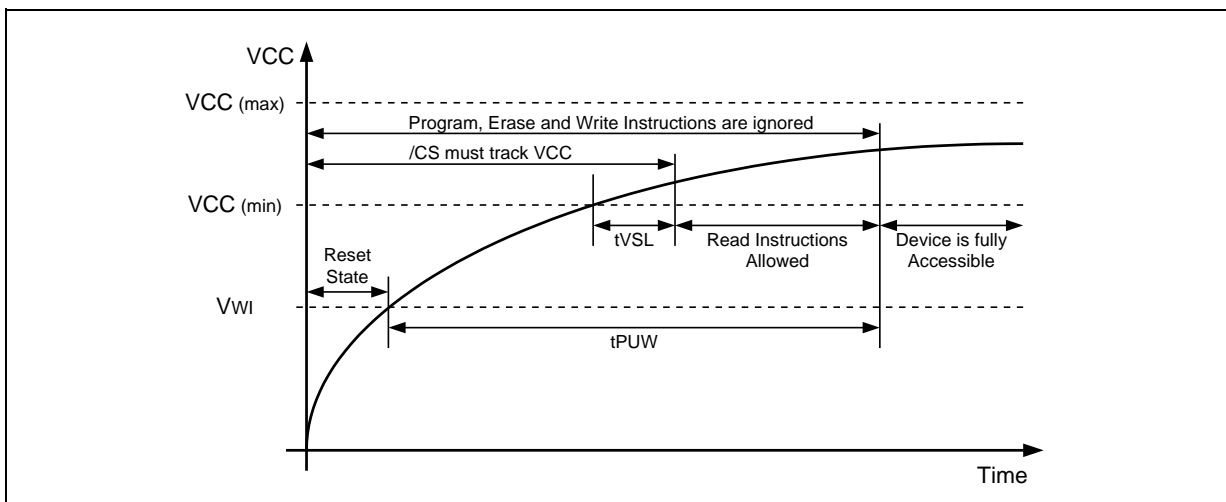 VCC
VCC (max)
Program, Erase and Write Instructions are ignored
/CS must track VCC
VCC (min)
tVSL
Read Instructions
Allowed
Device is fully
Accessible
Reset
State
VWI
tPUW
Time